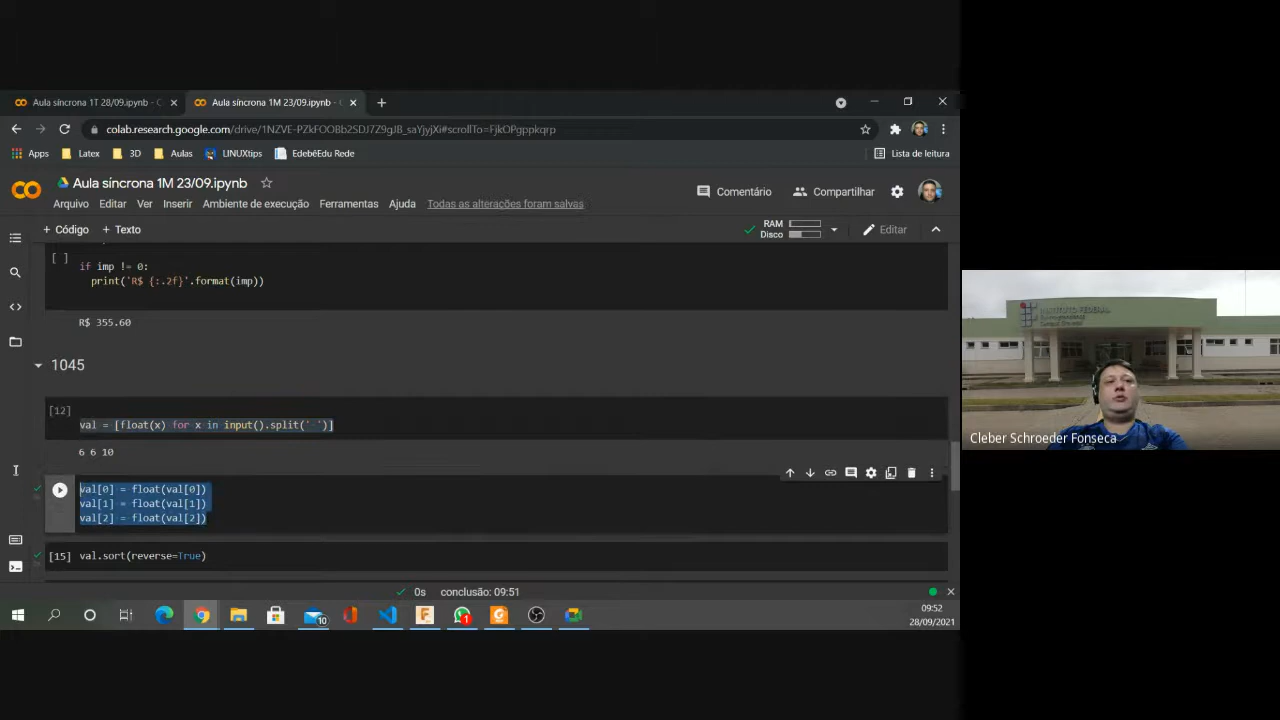 Aula síncrona 1T 28/09.ipynb - C
Aula síncrona 1M 23/09.ipynb - C
colab.research.google.com/drive/1NZVE-PZkFOOBb2SDJ7Z9gJB_saYjyjXi#scrollTo=FjkOPgppkqrp
Apps Latex 3D Aulas LINUXtips EdebêEdu Rede Lista de leitura
Aula síncrona 1M 23/09.ipynb
Comentário Compartilhar
Arquivo Editar Ver Inserir Ambiente de execução Ferramentas Ajuda Todas as alterações foram salvas
+ Código + Texto
RAM
Disco
Editar
[ ]
if imp != 0:
print('R$ {:.2f}'.format(imp))
R$ 355.60
1045
[12]
val = [float(x) for x in input().split(' ')]
6 6 10
val[0] = float(val[0])
val[1] = float(val[1])
val[2] = float(val[2])
[15] val.sort(reverse=True)
0s conclusão: 09:51
10
1
09:52
28/09/2021
INSTITUTO FEDERAL
Cleber Schroeder Fonseca